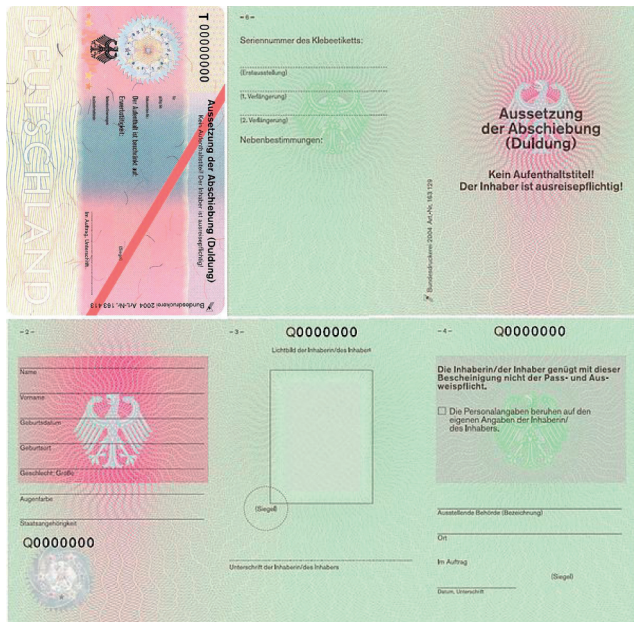 DEUTSCHLAND
T 00000000
Aussetzung der Abschiebung (Duldung)
Kein Aufenthaltstitel! Der Inhaber ist ausreisepflichtig!
Der Aufenthalt ist beschränkt auf:
Erwerbstätigkeit:
(Siegel)
Im Auftrag, Unterschrift
Bundesdruckerei 2004 Art.-Nr. 163 413
-6-
Seriennummer des Klebeetiketts:
(Erstausstellung)
(1. Verlängerung)
(2. Verlängerung)
Nebenbestimmungen:
Bundesdruckerei 2004 Art.-Nr. 163 129
Aussetzung
der Abschiebung
(Duldung)
Kein Aufenthaltstitel!
Der Inhaber ist ausreisepflichtig!
-2-
Name
Vorname
Geburtsdatum
Geburtsort
Geschlecht; Größe
Augenfarbe
Staatsangehörigkeit
Q0000000
-3-
Q0000000
Lichtbild der Inhaberin/des Inhabers
(Siegel)
Unterschrift der Inhaberin/des Inhabers
-4-
Q0000000
Die Inhaberin/der Inhaber genügt mit dieser
Bescheinigung nicht der Pass- und Aus-
weispflicht.
Die Personalangaben beruhen auf den
eigenen Angaben der Inhaberin/
des Inhabers.
Ausstellende Behörde (Bezeichnung)
Ort
Im Auftrag
(Siegel)
Datum, Unterschrift